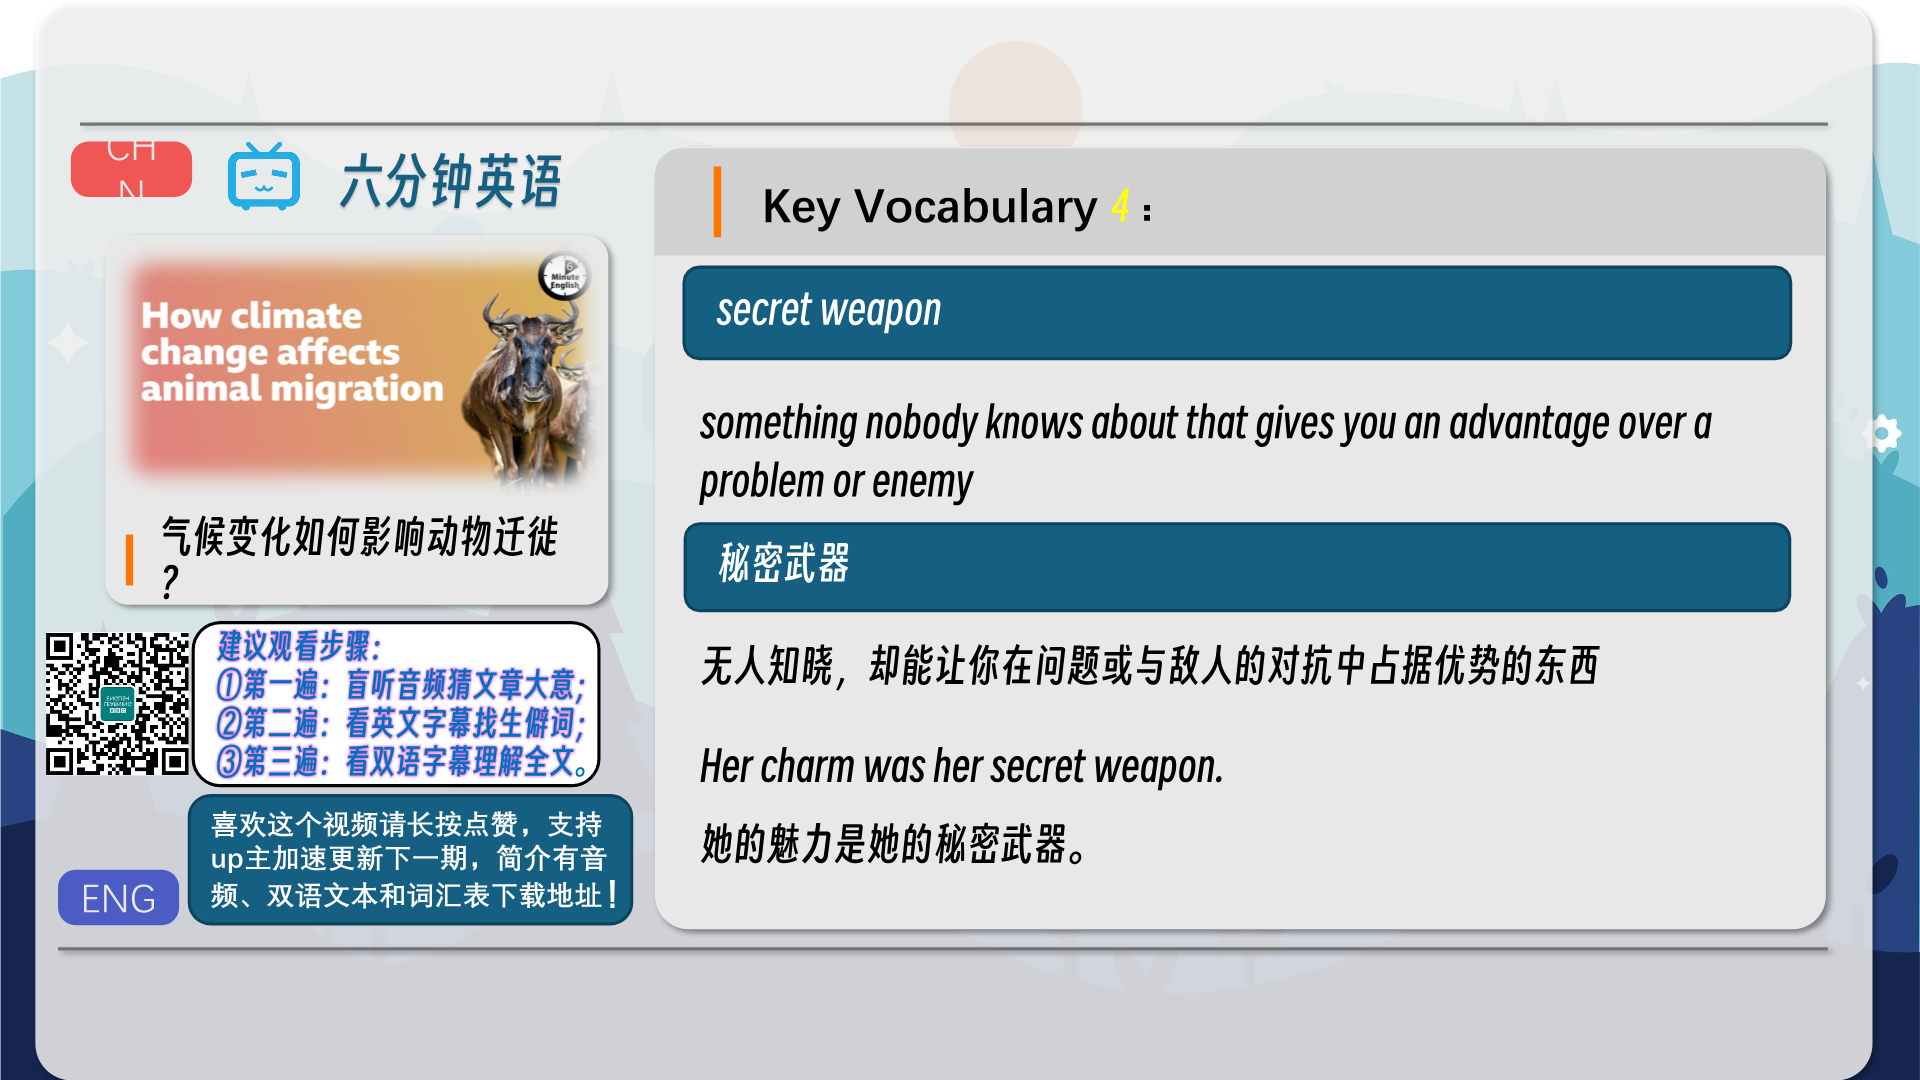 CH
N
六分钟英语
6
Minute
English
How climate
change affects
animal migration
气候变化如何影响动物迁徙
?
建议观看步骤：
①第一遍：盲听音频猜文章大意；
②第二遍：看英文字幕找生僻词；
③第三遍：看双语字幕理解全文。
喜欢这个视频请长按点赞，支持
up主加速更新下一期，简介有音
频、双语文本和词汇表下载地址！
ENG
Key Vocabulary 4：
secret weapon
something nobody knows about that gives you an advantage over a
problem or enemy
秘密武器
无人知晓，却能让你在问题或与敌人的对抗中占据优势的东西
Her charm was her secret weapon.
她的魅力是她的秘密武器。